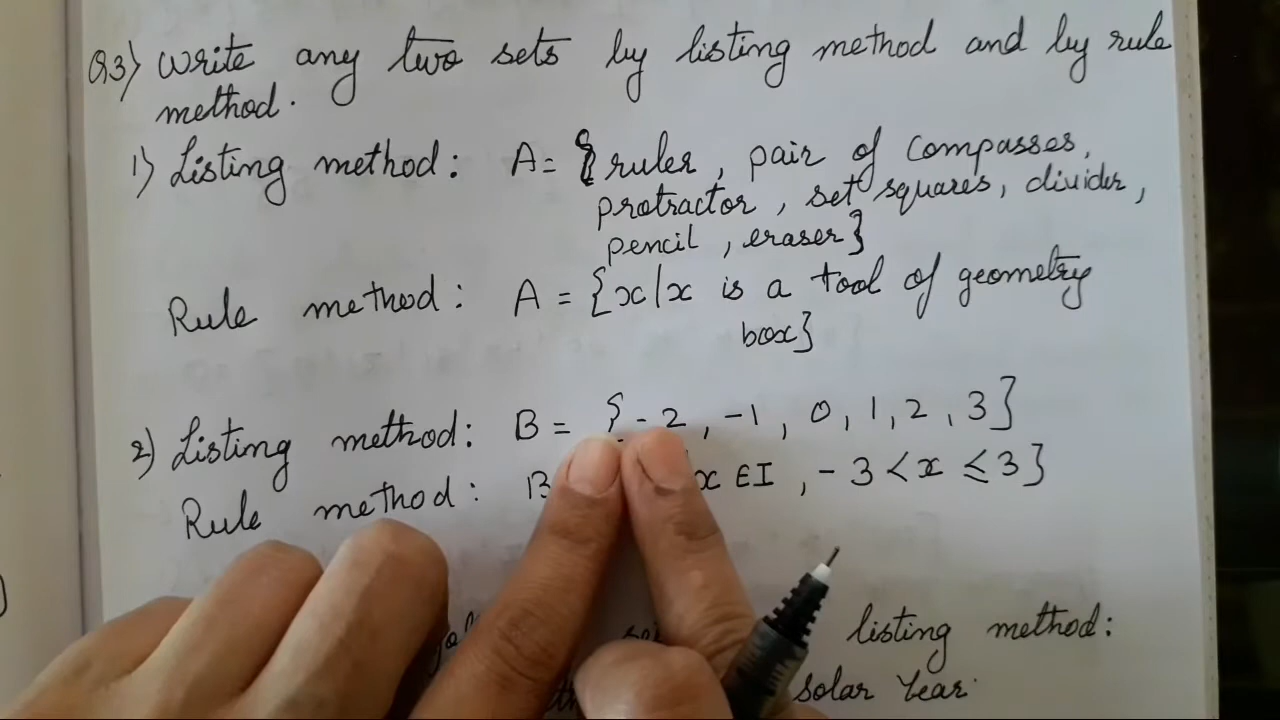 Q3) Write any two sets by listing method and by rule
method.
1) Listing method: A= {ruler, pair of compasses,
protractor, set squares, divider,
pencil, eraser}
Rule method: A = {x/x is a tool of geometry
box}
2) Listing method: B = {-2, -1, 0, 1, 2, 3}
Rule method: B x ∈ I, -3 < x ≤ 3}
listing method:
solar year